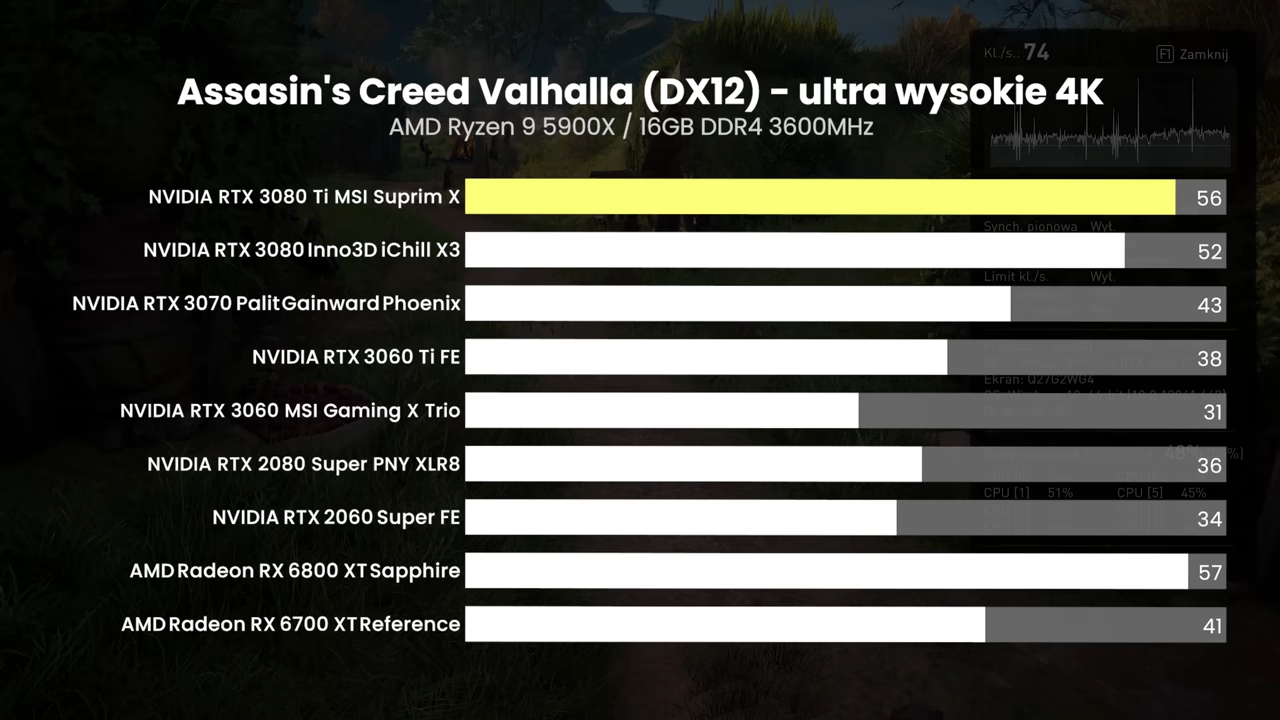 Kl./s.: 74
F1 Zamknij
Assasin's Creed Valhalla (DX12) - ultra wysokie 4K
AMD Ryzen 9 5900X / 16GB DDR4 3600MHz
NVIDIA RTX 3080 Ti MSI Suprim X 56
Synch. pionowa Wył.
NVIDIA RTX 3080 Inno3D iChill X3 52
Limit kl./s. Wył.
NVIDIA RTX 3070 Palit Gainward Phoenix 43
NVIDIA RTX 3060 Ti FE 38
Ekran: Q27G2WG4
NVIDIA RTX 3060 MSI Gaming X Trio 31
48% %)
NVIDIA RTX 2080 Super PNY XLR8 36
CPU [1] 51% CPU [5] 45%
NVIDIA RTX 2060 Super FE 34
AMD Radeon RX 6800 XT Sapphire 57
AMD Radeon RX 6700 XT Reference 41